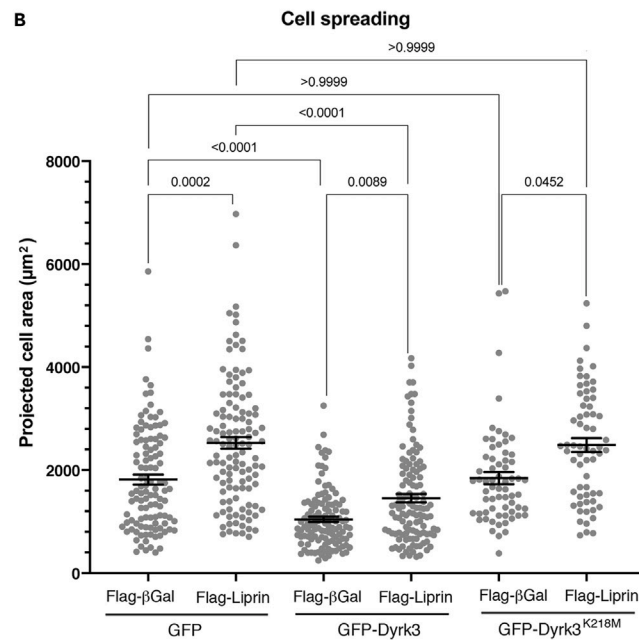 B
Cell spreading
>0.9999
>0.9999
<0.0001
<0.0001
0.0002
0.0089
0.0452
Projected cell area (μm²)
8000
6000
4000
2000
0
Flag-βGal Flag-Liprin Flag-βGal Flag-Liprin Flag-βGal Flag-Liprin
GFP GFP-Dyrk3 GFP-Dyrk3K218M